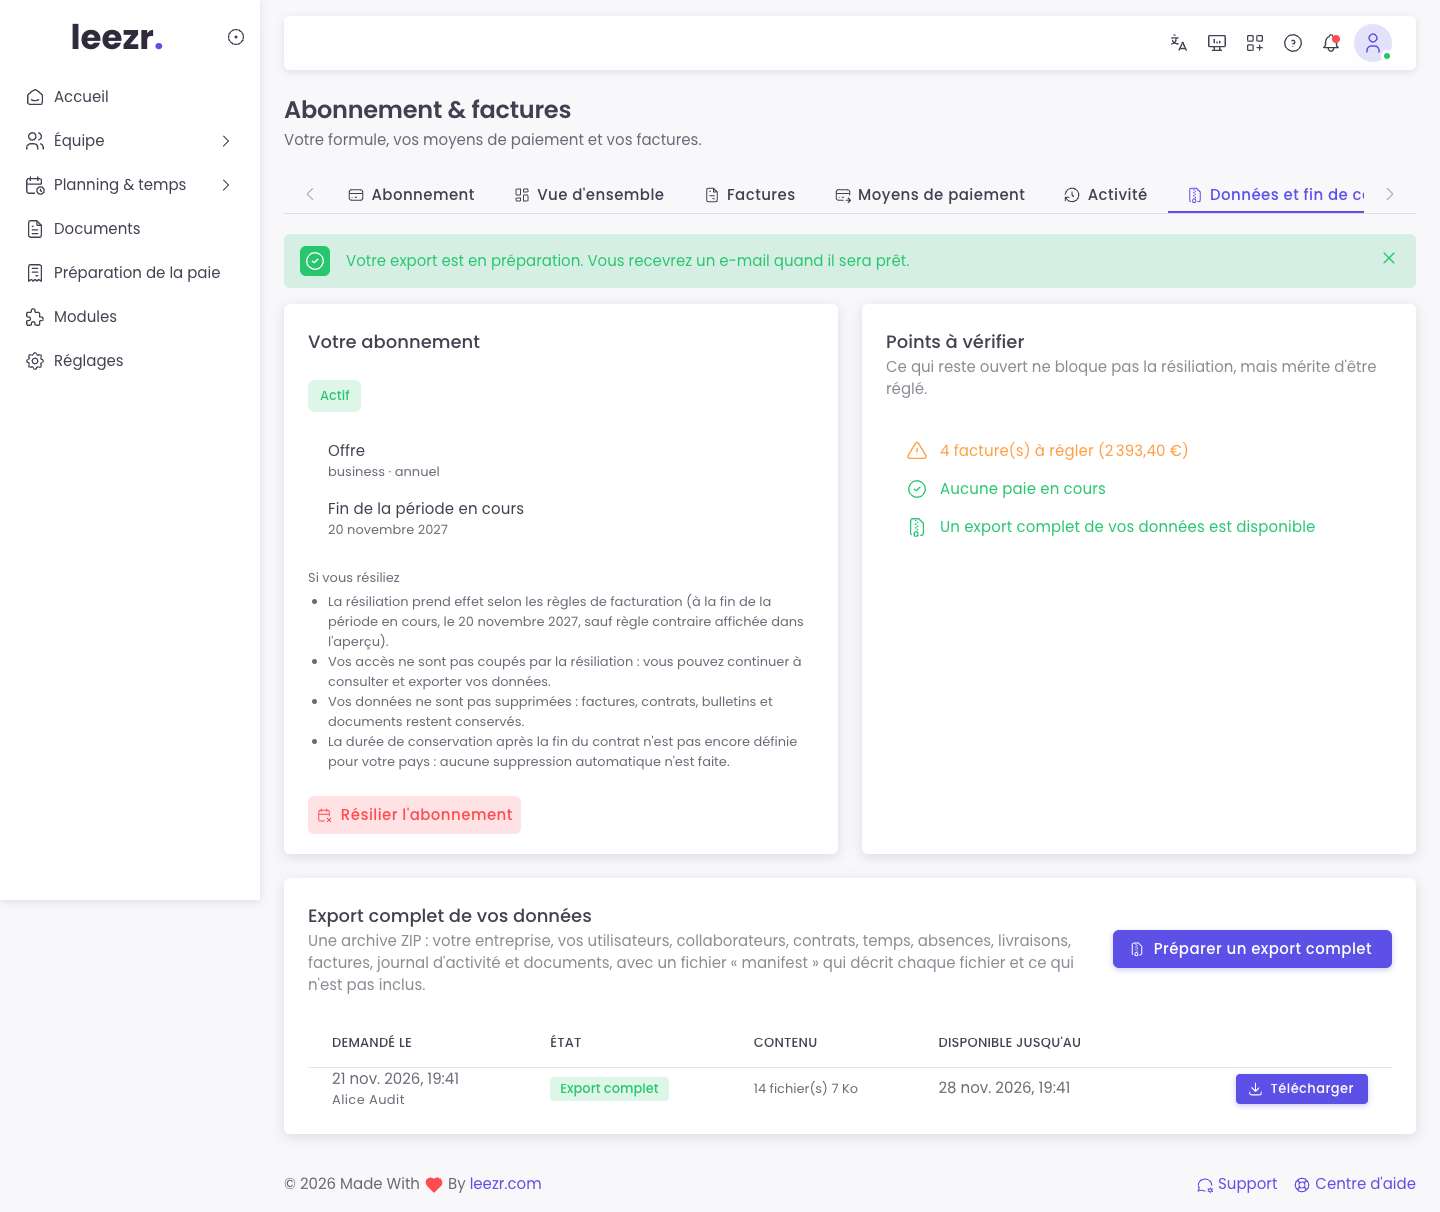 leezr.
Accueil
Équipe
Planning & temps
Documents
Préparation de la paie
Modules
Réglages
Abonnement & factures
Votre formule, vos moyens de paiement et vos factures.
Abonnement
Vue d'ensemble
Factures
Moyens de paiement
Activité
Données et fin de co
Votre export est en préparation. Vous recevrez un e-mail quand il sera prêt.
Votre abonnement
Actif
Offre
business · annuel
Fin de la période en cours
20 novembre 2027
Si vous résiliez
• La résiliation prend effet selon les règles de facturation (à la fin de la
période en cours, le 20 novembre 2027, sauf règle contraire affichée dans
l'aperçu).
• Vos accès ne sont pas coupés par la résiliation : vous pouvez continuer à
consulter et exporter vos données.
• Vos données ne sont pas supprimées : factures, contrats, bulletins et
documents restent conservés.
• La durée de conservation après la fin du contrat n'est pas encore définie
pour votre pays : aucune suppression automatique n'est faite.
Résilier l'abonnement
Points à vérifier
Ce qui reste ouvert ne bloque pas la résiliation, mais mérite d'être
réglé.
4 facture(s) à régler (2 393,40 €)
Aucune paie en cours
Un export complet de vos données est disponible
Export complet de vos données
Une archive ZIP : votre entreprise, vos utilisateurs, collaborateurs, contrats, temps, absences, livraisons,
factures, journal d'activité et documents, avec un fichier « manifest » qui décrit chaque fichier et ce qui
n'est pas inclus.
Préparer un export complet
DEMANDÉ LE
ÉTAT
CONTENU
DISPONIBLE JUSQU'AU
21 nov. 2026, 19:41
Alice Audit
Export complet
14 fichier(s) 7 Ko
28 nov. 2026, 19:41
Télécharger
© 2026 Made With By leezr.com
Support
Centre d'aide